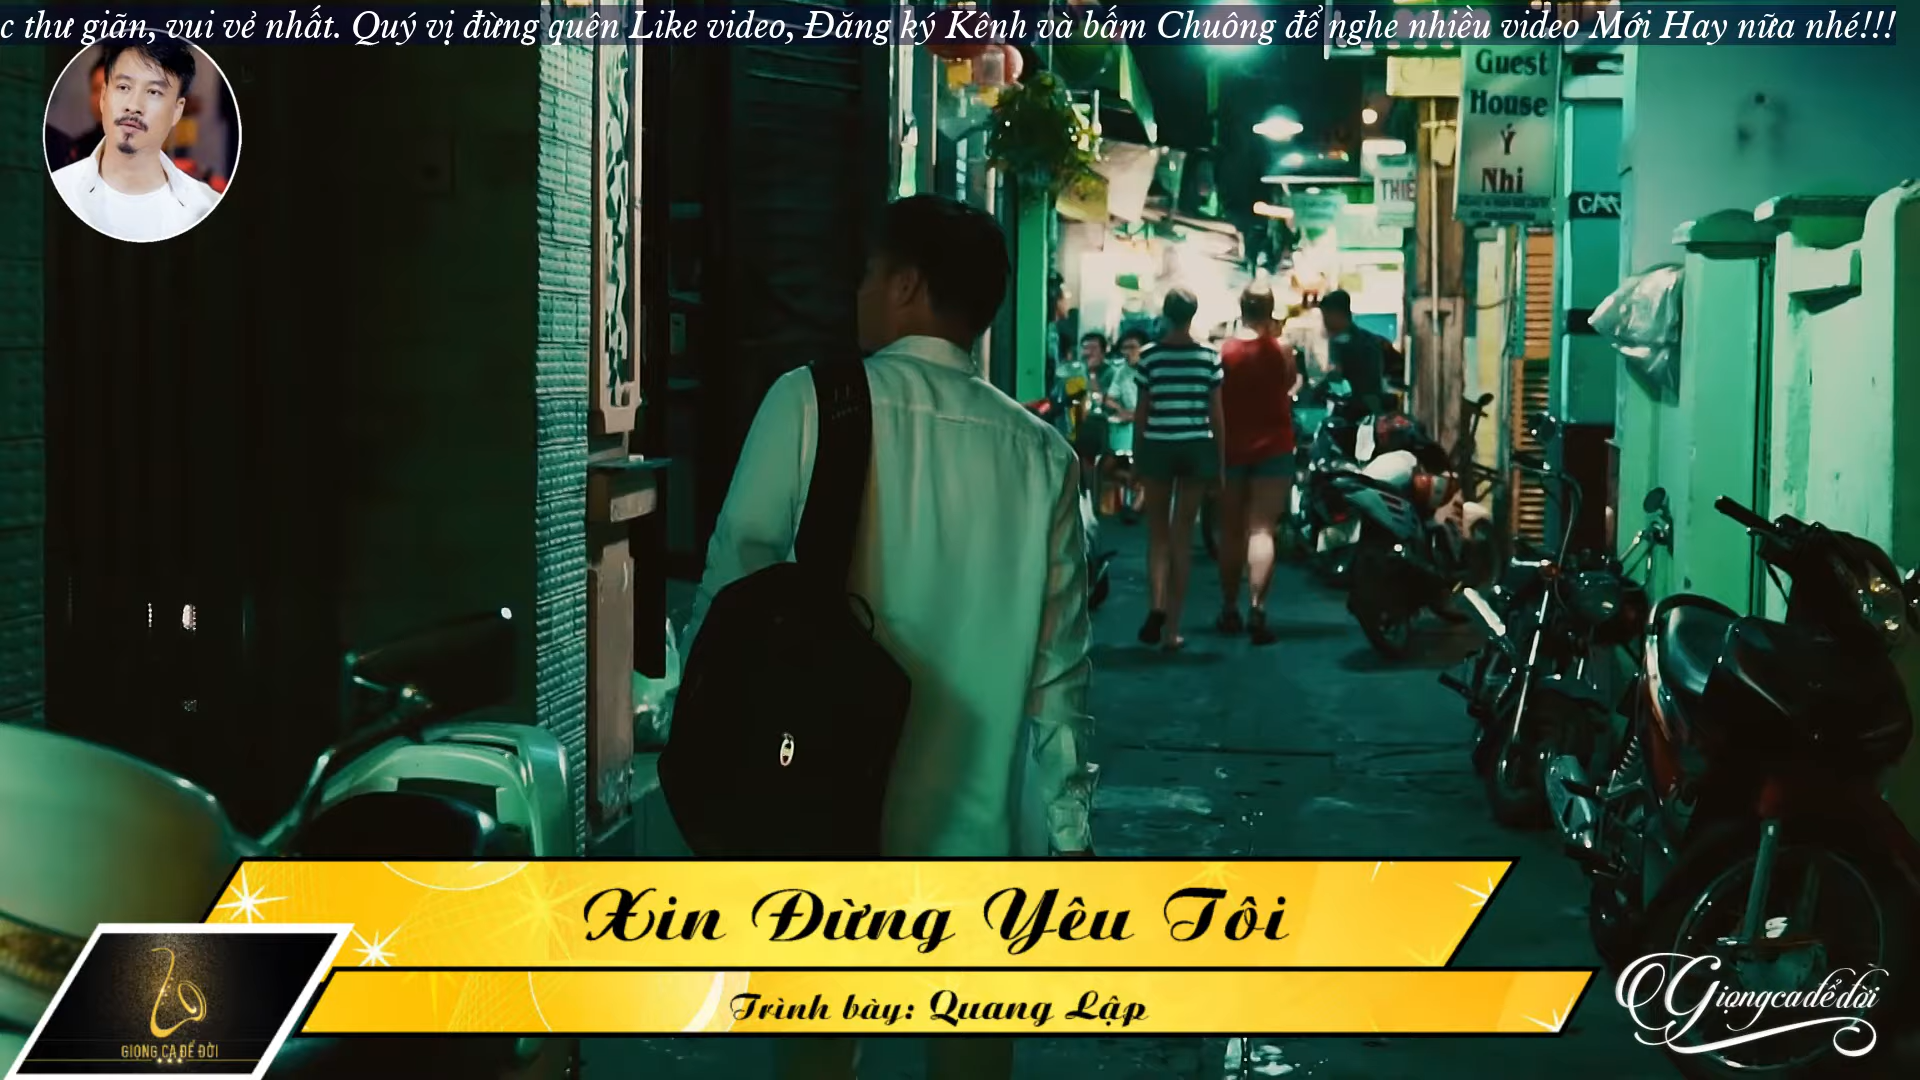 c thư giãn, vui vẻ nhất. Quý vị đừng quên Like video, Đăng ký Kênh và bấm Chuông để nghe nhiều video Mới Hay nữa nhé!!!
Guest
House
Ý
Nhi
Xin Đừng Yêu Tôi
Trình bày: Quang Lập
GIỌNG CA ĐỂ ĐỜI
Giọngcađểđời